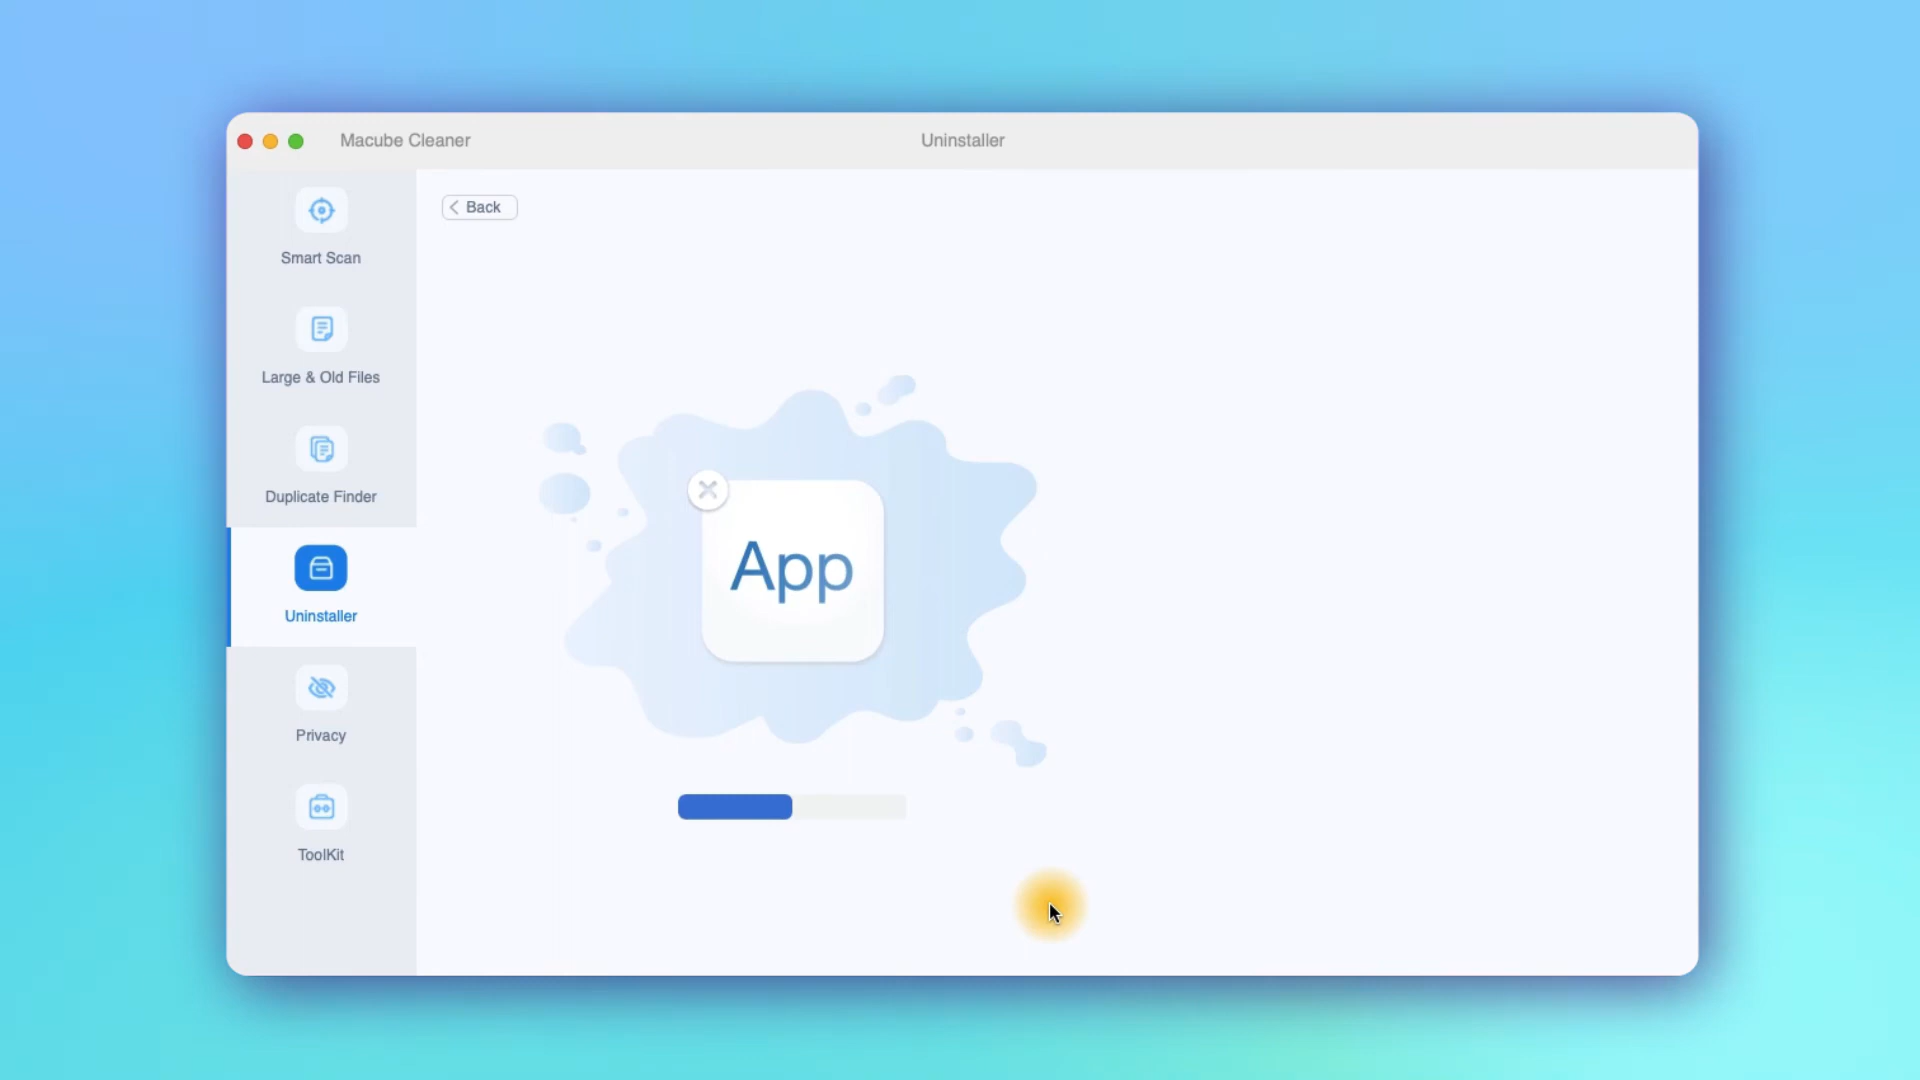 Macube Cleaner
Uninstaller
Back
Smart Scan
Large & Old Files
Duplicate Finder
Uninstaller
Privacy
ToolKit
App